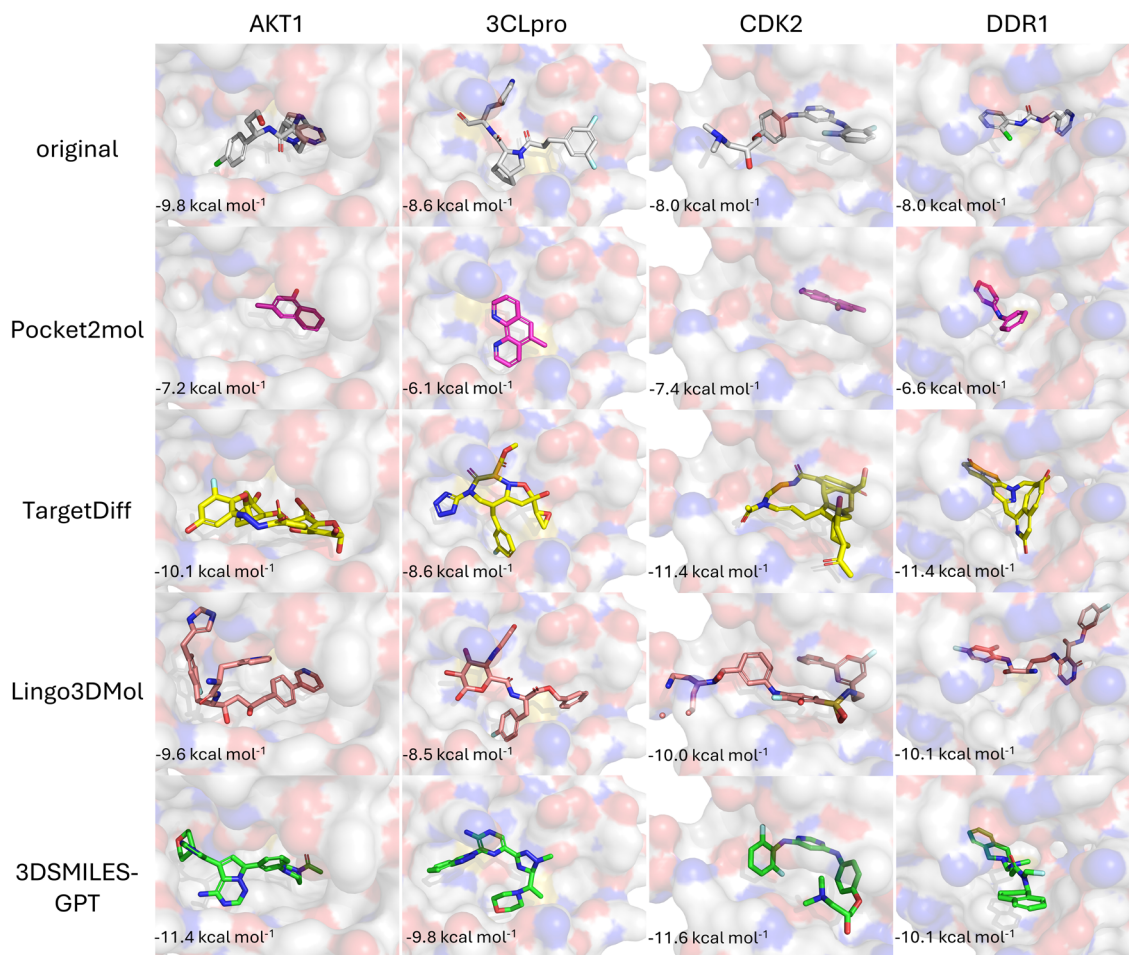 AKT1 3CLpro CDK2 DDR1
original
-9.8 kcal mol⁻¹ -8.6 kcal mol⁻¹ -8.0 kcal mol⁻¹ -8.0 kcal mol⁻¹
Pocket2mol
-7.2 kcal mol⁻¹ -6.1 kcal mol⁻¹ -7.4 kcal mol⁻¹ -6.6 kcal mol⁻¹
TargetDiff
-10.1 kcal mol⁻¹ -8.6 kcal mol⁻¹ -11.4 kcal mol⁻¹ -11.4 kcal mol⁻¹
Lingo3DMol
-9.6 kcal mol⁻¹ -8.5 kcal mol⁻¹ -10.0 kcal mol⁻¹ -10.1 kcal mol⁻¹
3DSMILES-
GPT
-11.4 kcal mol⁻¹ -9.8 kcal mol⁻¹ -11.6 kcal mol⁻¹ -10.1 kcal mol⁻¹